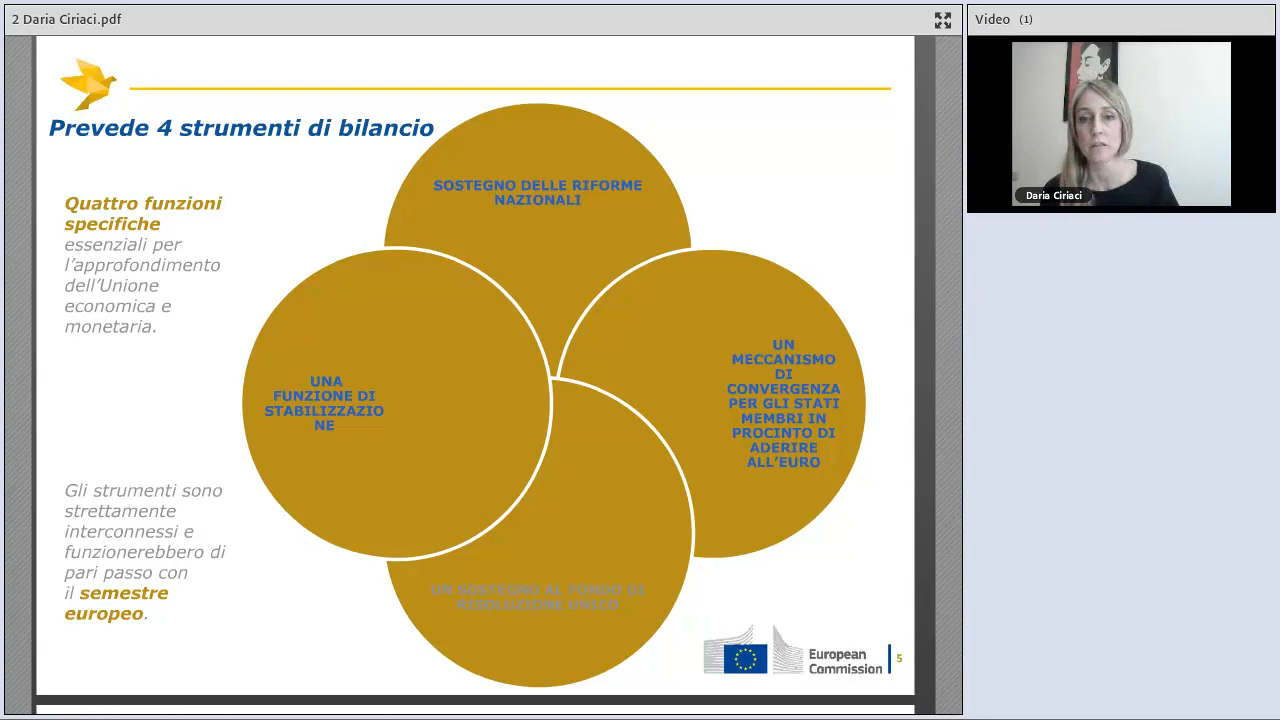 2 Daria Ciriaci.pdf
Video (1)
Daria Ciriaci
Prevede 4 strumenti di bilancio
Quattro funzioni
specifiche
essenziali per
l’approfondimento
dell’Unione
economica e
monetaria.
Gli strumenti sono
strettamente
interconnessi e
funzionerebbero di
pari passo con
il semestre
europeo.
SOSTEGNO DELLE RIFORME
NAZIONALI
UNA
FUNZIONE DI
STABILIZZAZIO
NE
UN
MECCANISMO
DI
CONVERGENZA
PER GLI STATI
MEMBRI IN
PROCINTO DI
ADERIRE
ALL’EURO
UN SOSTEGNO AL FONDO DI
RISOLUZIONE UNICO
European
Commission
5